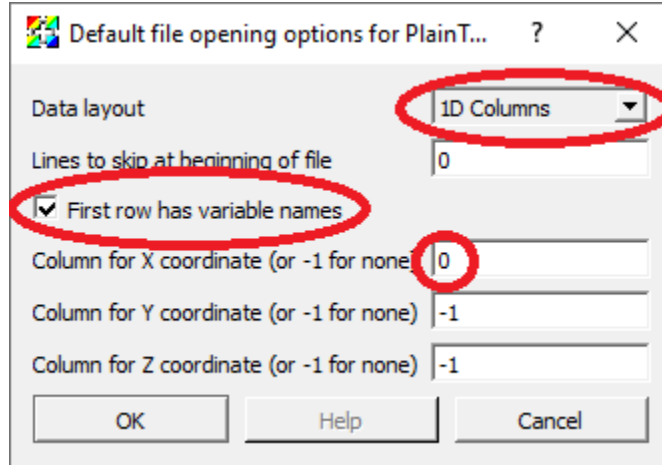 Default file opening options for PlainT... ? ×
Data layout 1D Columns
Lines to skip at beginning of file 0
First row has variable names
Column for X coordinate (or -1 for none) 0
Column for Y coordinate (or -1 for none) -1
Column for Z coordinate (or -1 for none) -1
OK Help Cancel